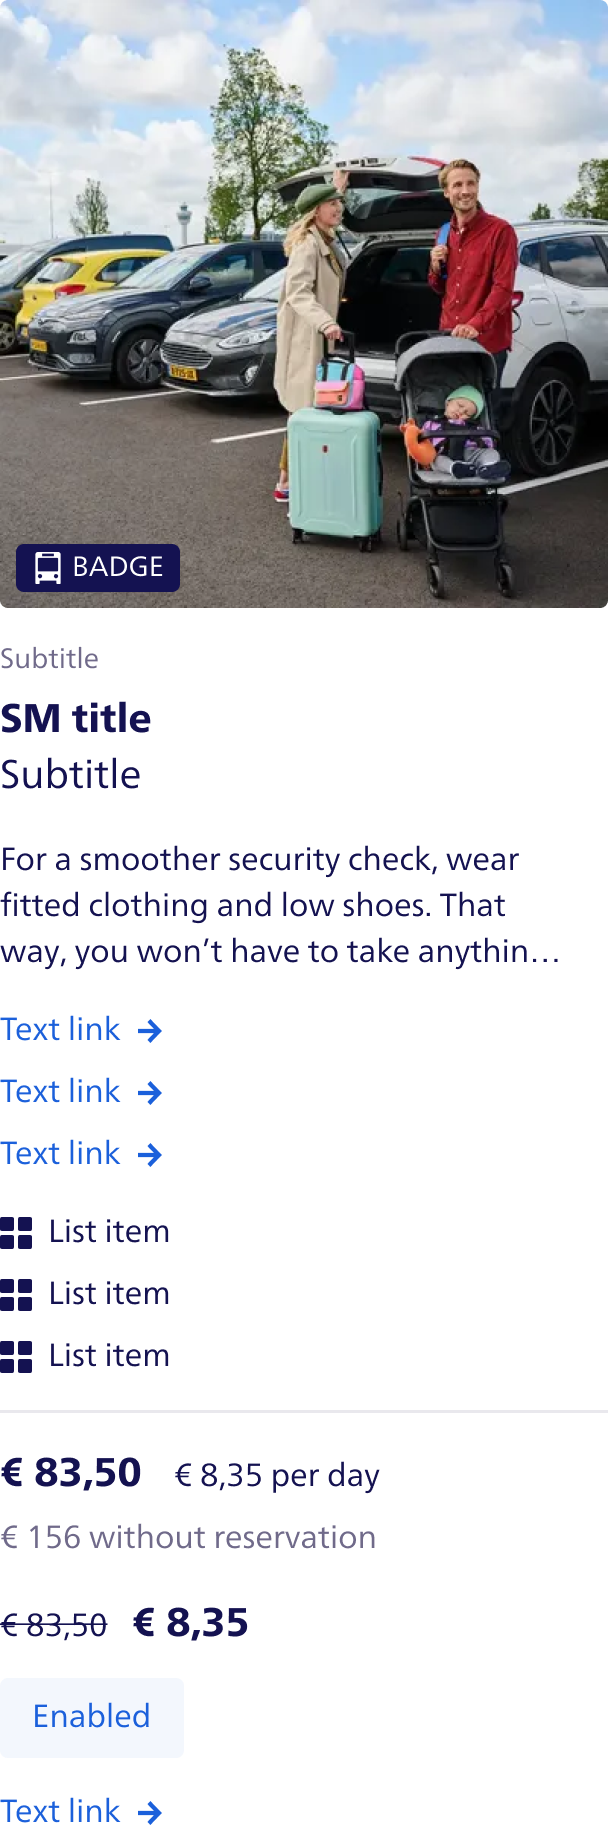 BADGE
Subtitle
SM title
Subtitle
For a smoother security check, wear
fitted clothing and low shoes. That
way, you won’t have to take anythin…
Text link
Text link
Text link
List item
List item
List item
€ 83,50 € 8,35 per day
€ 156 without reservation
€ 83,50 € 8,35
Enabled
Text link